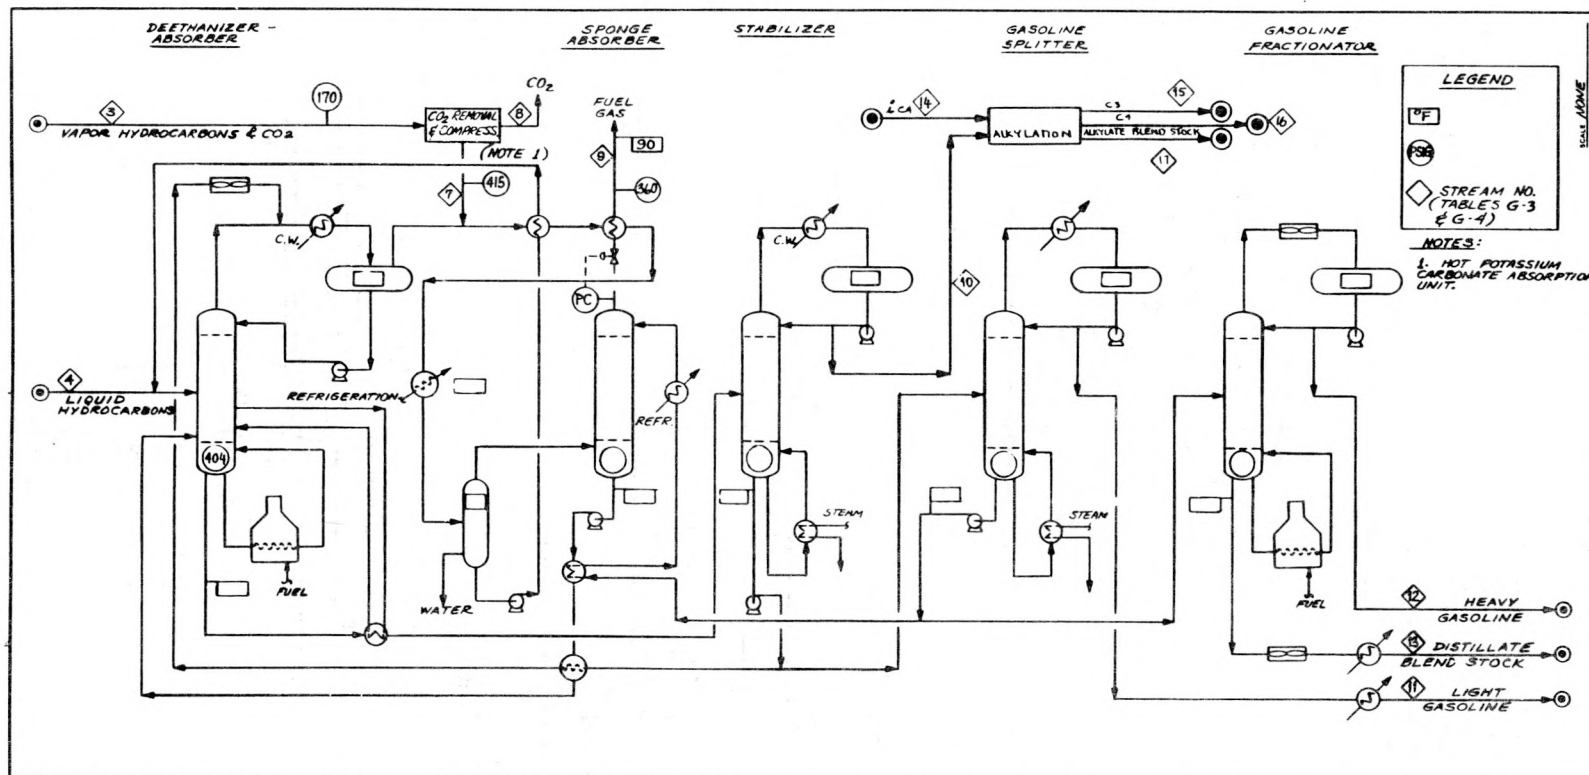 DEETHANIZER -
ABSORBER
SPONGE
ABSORBER
STABILIZER
GASOLINE
SPLITTER
GASOLINE
FRACTIONATOR
LEGEND
°F
PSIG
STREAM NO.
(TABLES G-3
& G-4)
NOTES:
1. HOT POTASSIUM
CARBONATE ABSORPTION
UNIT.
SCALE NONE
3
VAPOR HYDROCARBONS & CO2
170
CO2 REMOVAL
& COMPRESS.
(NOTE 1)
8
CO2
FUEL
GAS
90
9
360
7
415
14
ALKYLATION
15
C3
C4
16
ALKYLATE BLEND STOCK
17
C.W.
C.W.
10
PC
4
LIQUID
HYDROCARBONS
REFRIGERATION
REFR.
404
FUEL
WATER
STEAM
STEAM
FUEL
12
HEAVY
GASOLINE
13
DISTILLATE
BLEND STOCK
11
LIGHT
GASOLINE